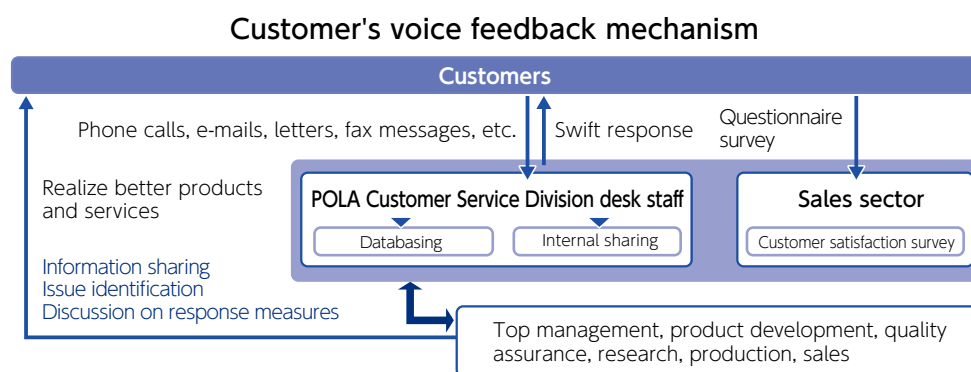 Customer's voice feedback mechanism
Customers
Phone calls, e-mails, letters, fax messages, etc.
Swift response
Questionnaire
survey
Realize better products
and services
POLA Customer Service Division desk staff
Databasing
Internal sharing
Sales sector
Customer satisfaction survey
Information sharing
Issue identification
Discussion on response measures
Top management, product development, quality
assurance, research, production, sales